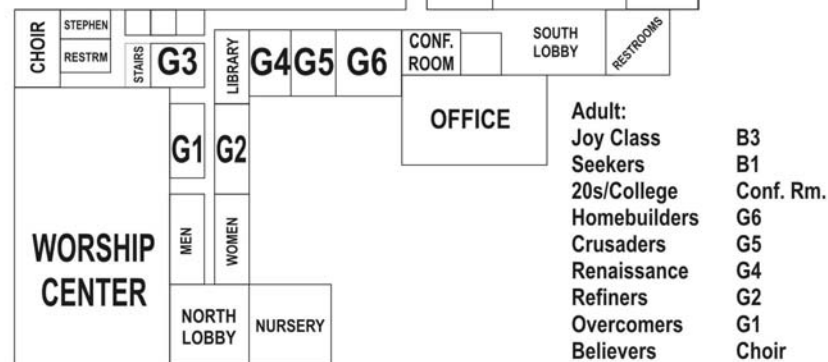 CHOIR
STEPHEN
RESTRM
STAIRS
G3
LIBRARY
G4
G5
G6
CONF.
ROOM
SOUTH
LOBBY
RESTROOMS
OFFICE
G1
G2
MEN
WOMEN
WORSHIP
CENTER
NORTH
LOBBY
NURSERY
Adult:
Joy Class B3
Seekers B1
20s/College Conf. Rm.
Homebuilders G6
Crusaders G5
Renaissance G4
Refiners G2
Overcomers G1
Believers Choir